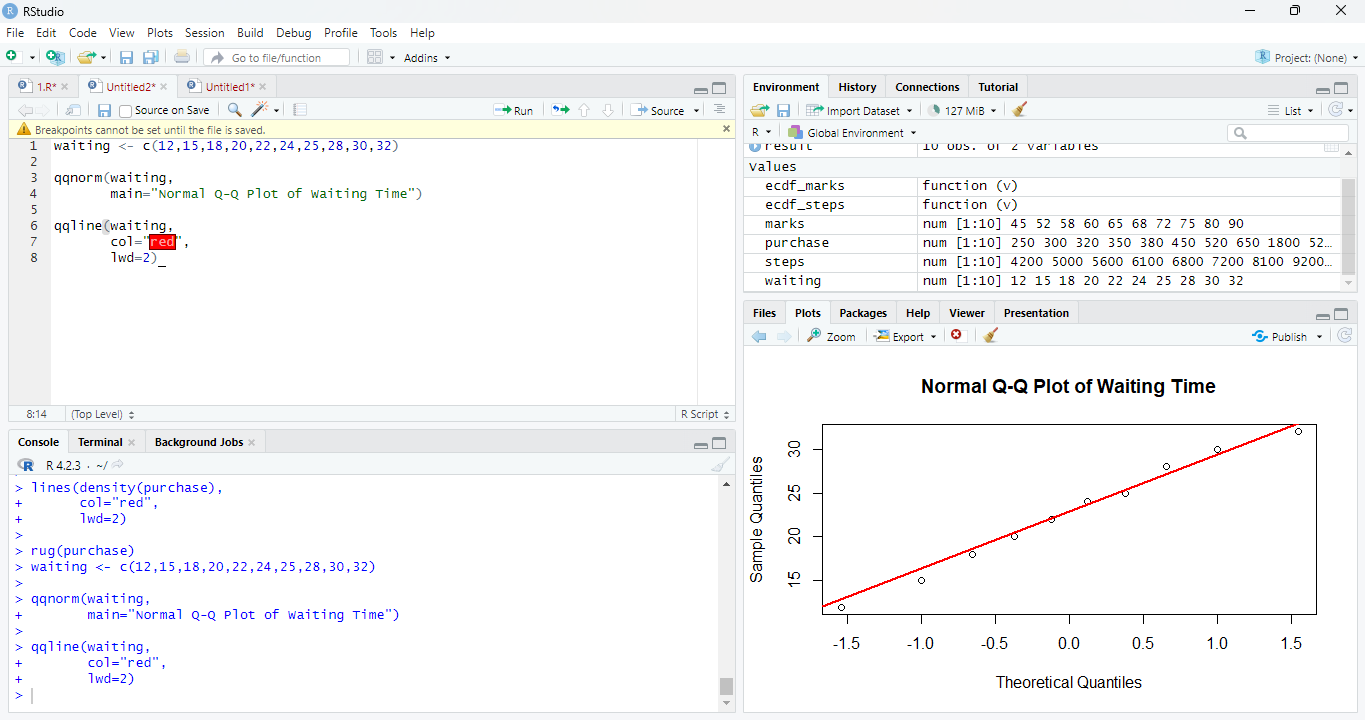 RStudio
File Edit Code View Plots Session Build Debug Profile Tools Help
Go to file/function Addins Project: (None)
1.R* Untitled2* Untitled1*
Source on Save Run Source
Breakpoints cannot be set until the file is saved.
1 waiting <- c(12,15,18,20,22,24,25,28,30,32)
2
3 qqnorm(waiting,
4 main="Normal Q-Q Plot of Waiting Time")
5
6 qqline(waiting,
7 col="red",
8 lwd=2)
8:14 (Top Level) R Script
Console Terminal Background Jobs
R 4.2.3 · ~/
> lines(density(purchase),
+ col="red",
+ lwd=2)
>
> rug(purchase)
> waiting <- c(12,15,18,20,22,24,25,28,30,32)
>
> qqnorm(waiting,
+ main="Normal Q-Q Plot of Waiting Time")
>
> qqline(waiting,
+ col="red",
+ lwd=2)
>
Environment History Connections Tutorial
Import Dataset 127 MiB List
R Global Environment
result 10 obs. of 2 variables
Values
ecdf_marks function (v)
ecdf_steps function (v)
marks num [1:10] 45 52 58 60 65 68 72 75 80 90
purchase num [1:10] 250 300 320 350 380 450 520 650 1800 52...
steps num [1:10] 4200 5000 5600 6100 6800 7200 8100 9200...
waiting num [1:10] 12 15 18 20 22 24 25 28 30 32
Files Plots Packages Help Viewer Presentation
Zoom Export Publish
Normal Q-Q Plot of Waiting Time
Sample Quantiles
30
25
20
15
-1.5 -1.0 -0.5 0.0 0.5 1.0 1.5
Theoretical Quantiles